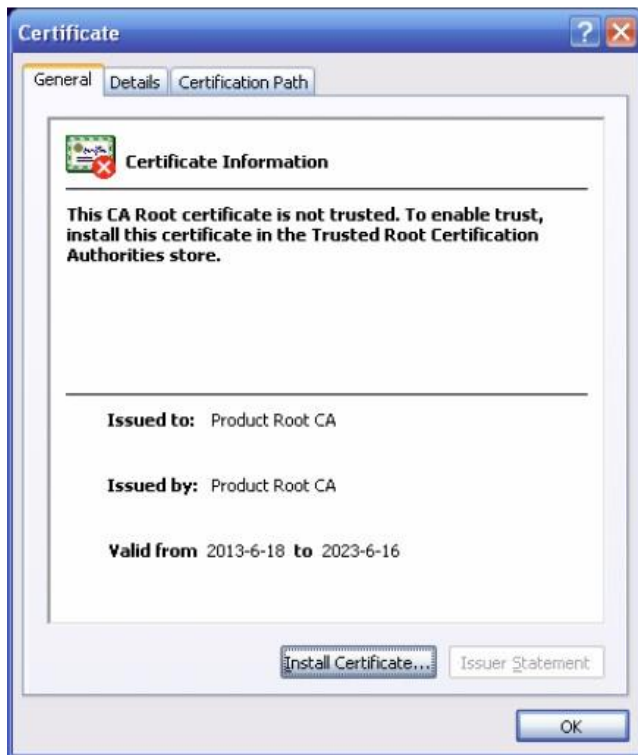 Certificate
General Details Certification Path
Certificate Information
This CA Root certificate is not trusted. To enable trust,
install this certificate in the Trusted Root Certification
Authorities store.
Issued to: Product Root CA
Issued by: Product Root CA
Valid from 2013-6-18 to 2023-6-16
Install Certificate... Issuer Statement
OK